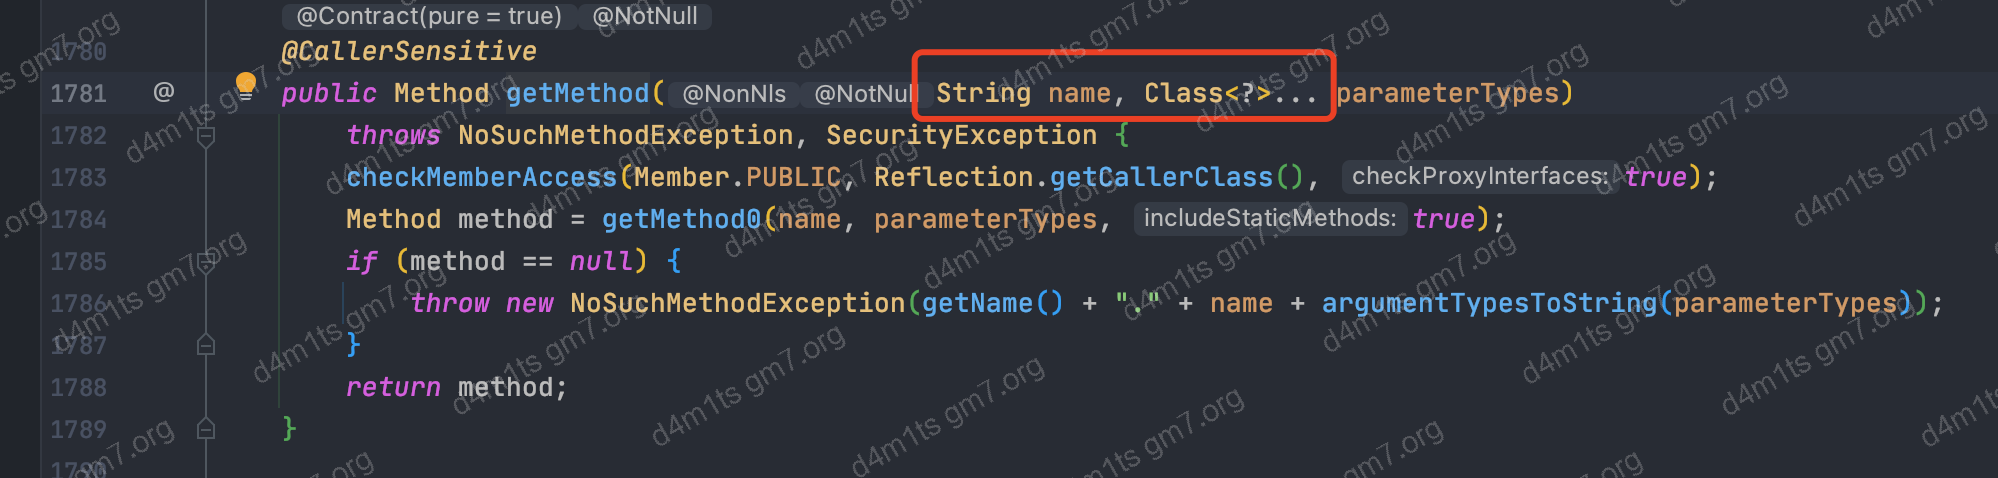 @Contract(pure = true) @NotNull
1780 @CallerSensitive
1781 @ public Method getMethod( @NonNls @NotNull String name, Class<?>... parameterTypes)
1782 throws NoSuchMethodException, SecurityException {
1783 checkMemberAccess(Member.PUBLIC, Reflection.getCallerClass(), checkProxyInterfaces: true);
1784 Method method = getMethod0(name, parameterTypes, includeStaticMethods: true);
1785 if (method == null) {
1786 throw new NoSuchMethodException(getName() + "." + name + argumentTypesToString(parameterTypes));
1787 }
1788 return method;
1789 }
1790
d4m1ts gm7.org